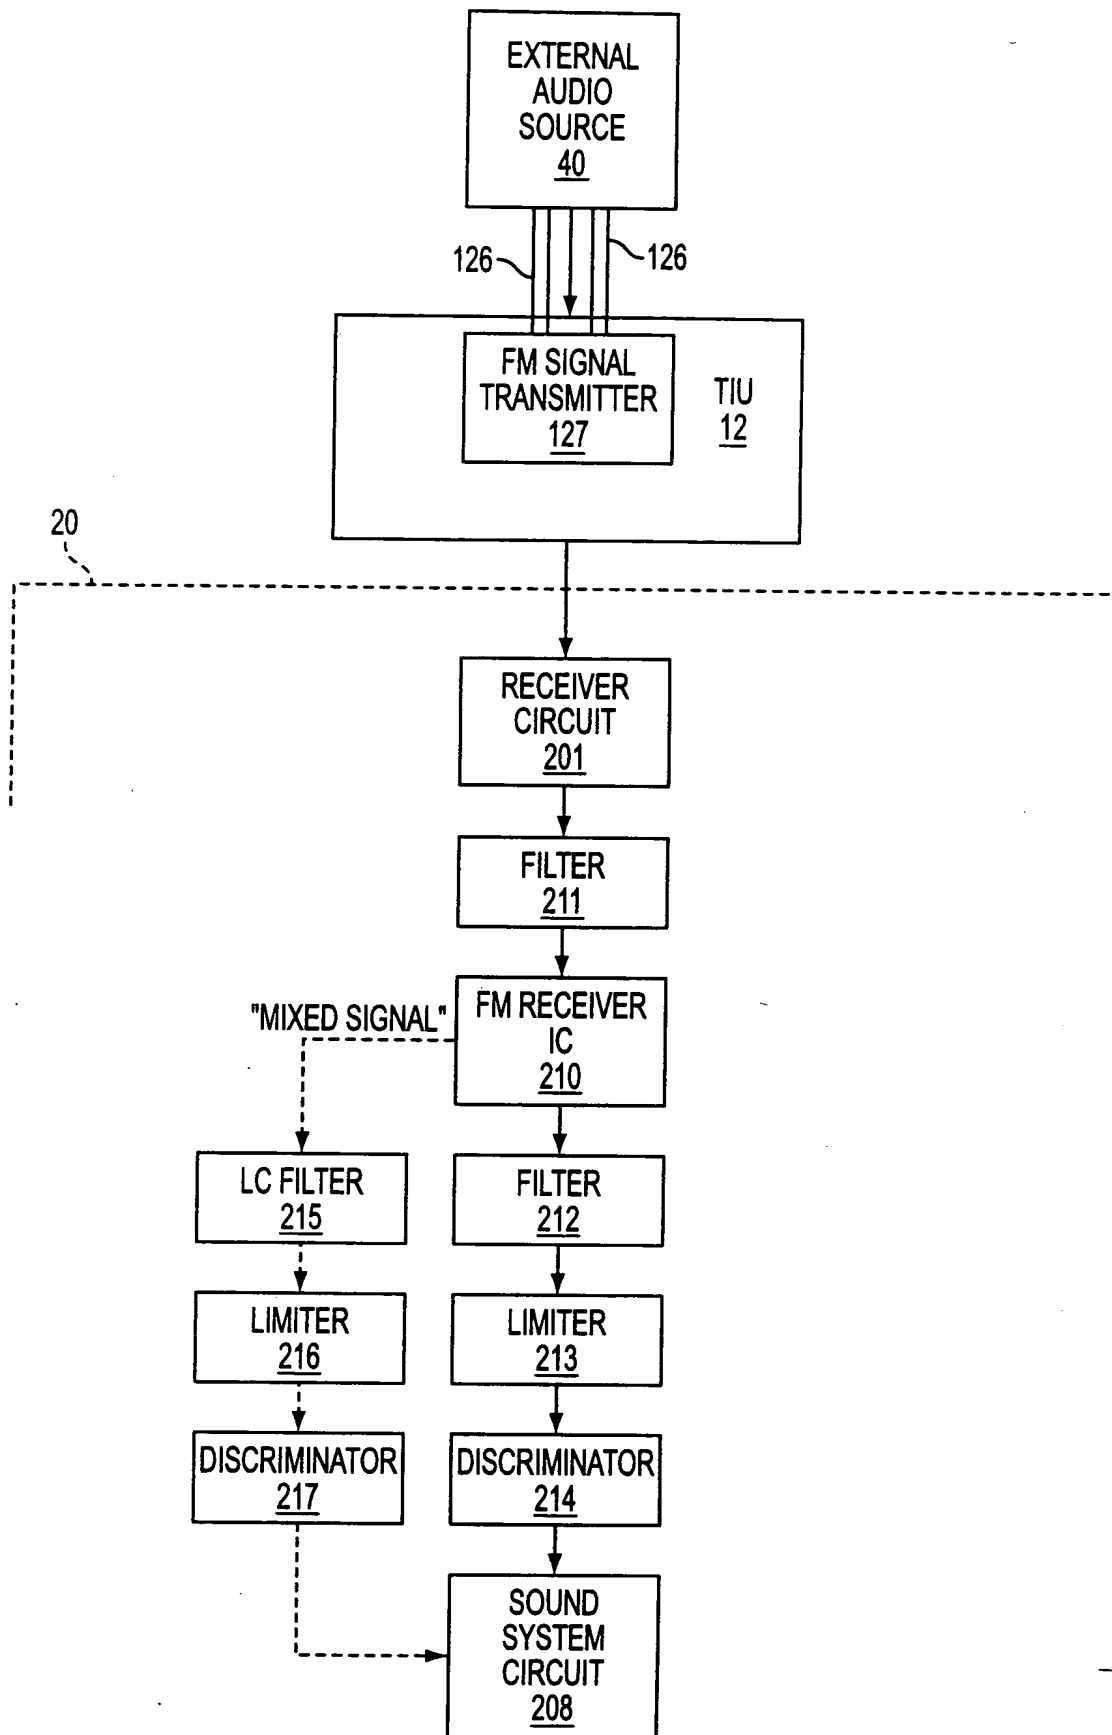 EXTERNAL
AUDIO
SOURCE
40
126
126
FM SIGNAL
TRANSMITTER
127
TIU
12
20
RECEIVER
CIRCUIT
201
FILTER
211
"MIXED SIGNAL"
FM RECEIVER
IC
210
LC FILTER
215
FILTER
212
LIMITER
216
LIMITER
213
DISCRIMINATOR
217
DISCRIMINATOR
214
SOUND
SYSTEM
CIRCUIT
208